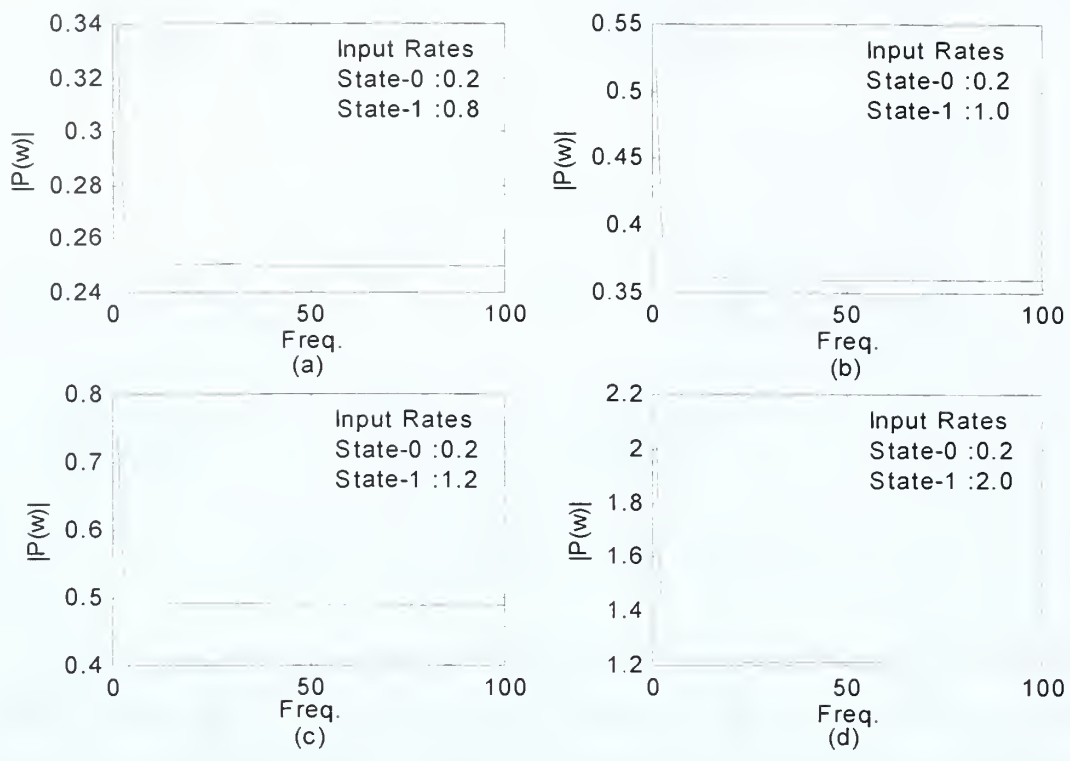 0.34
0.32
0.3
0.28
0.26
0.24
|P(w)|
Input Rates
State-0 :0.2
State-1 :0.8
0
50
100
Freq.
(a)
0.55
0.5
0.45
0.4
0.35
|P(w)|
Input Rates
State-0 :0.2
State-1 :1.0
0
50
100
Freq.
(b)
0.8
0.7
0.6
0.5
0.4
|P(w)|
Input Rates
State-0 :0.2
State-1 :1.2
0
50
100
Freq.
(c)
2.2
2
1.8
1.6
1.4
1.2
|P(w)|
Input Rates
State-0 :0.2
State-1 :2.0
0
50
100
Freq.
(d)